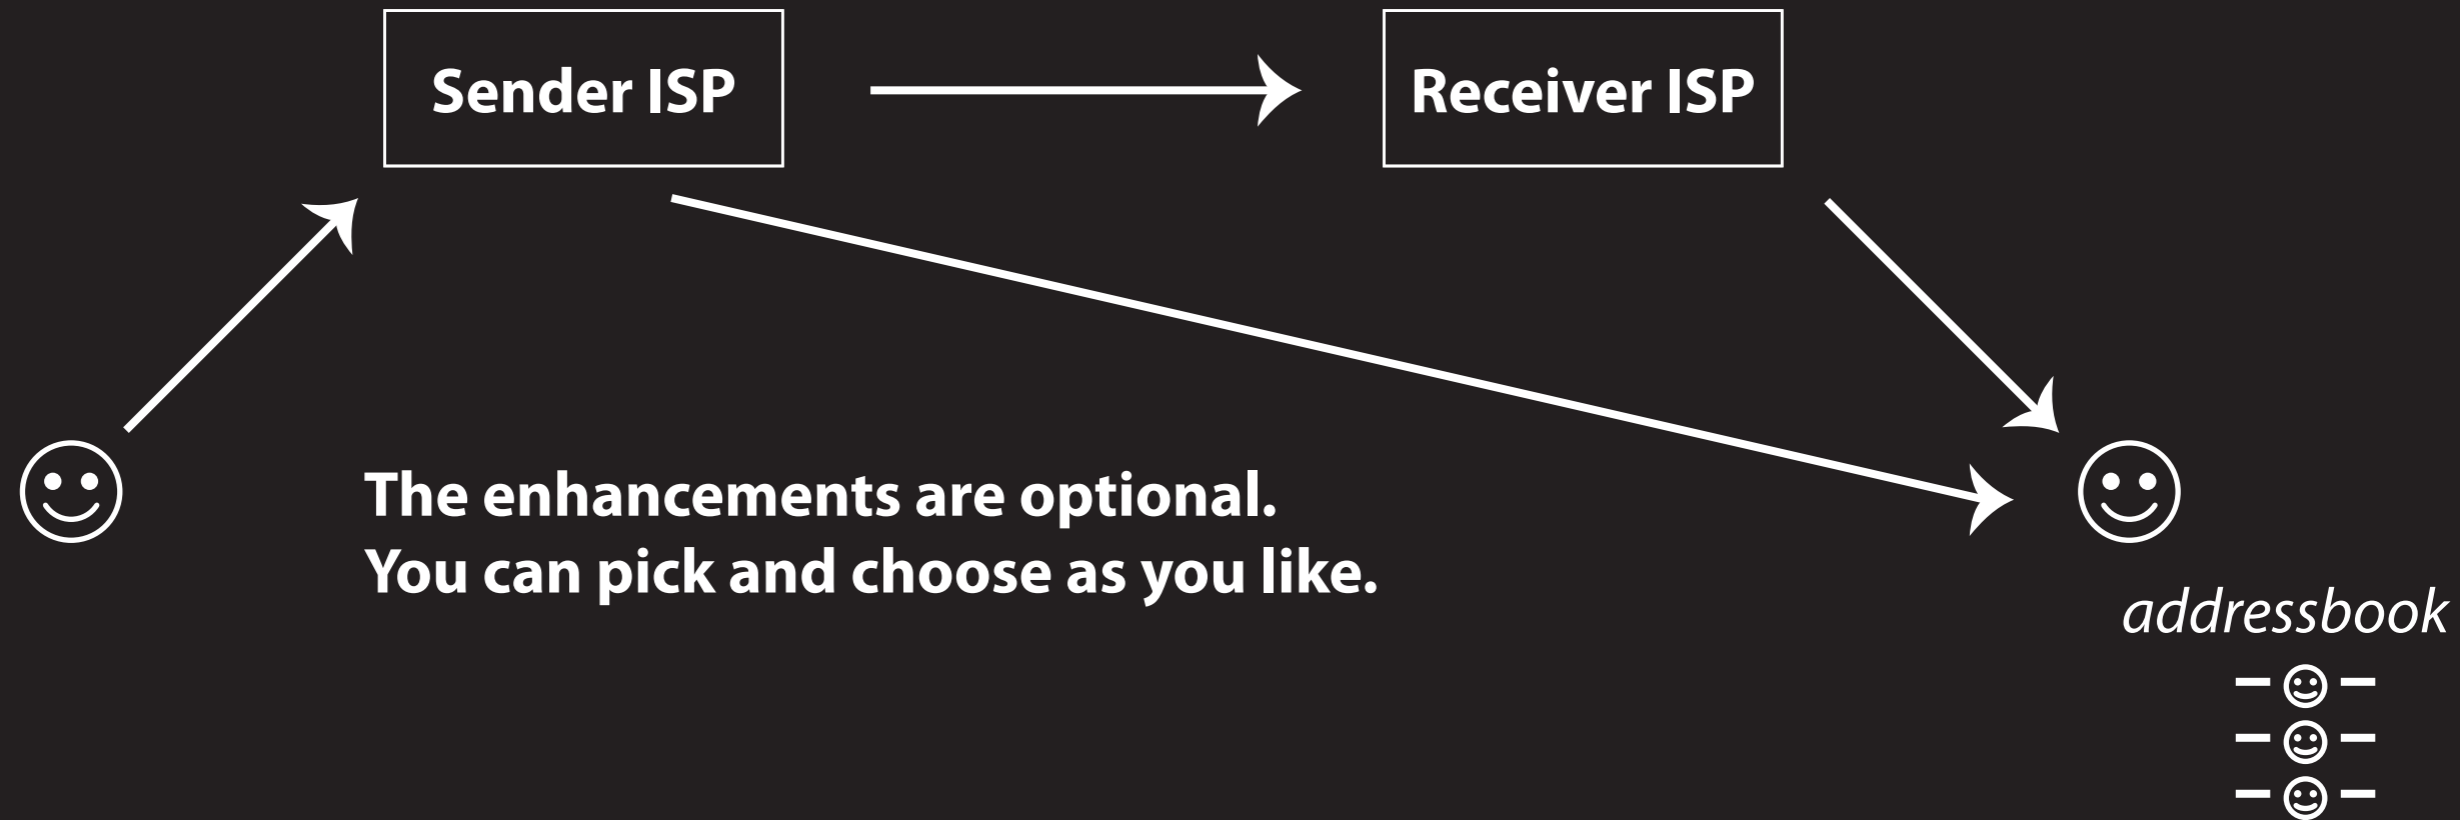 Sender ISP
Receiver ISP
The enhancements are optional.
You can pick and choose as you like.
addressbook